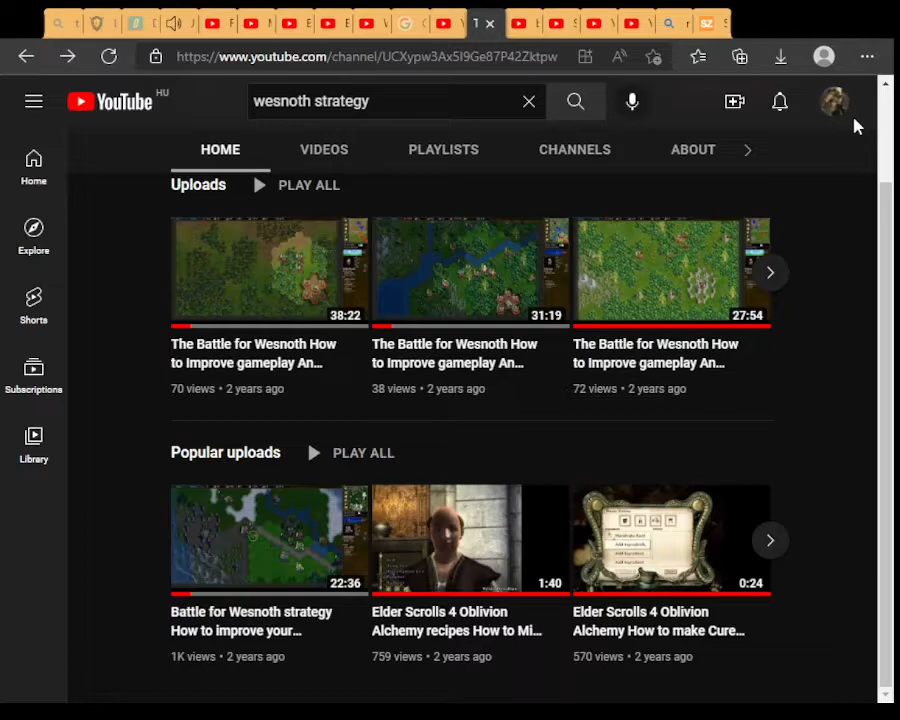 https://www.youtube.com/channel/UCXypw3Ax5I9Ge87P42Zktpw
YouTube HU
wesnoth strategy
HOME VIDEOS PLAYLISTS CHANNELS ABOUT
Home
Explore
Shorts
Subscriptions
Library
Uploads PLAY ALL
38:22 31:19 27:54
The Battle for Wesnoth How to Improve gameplay An...
70 views • 2 years ago
The Battle for Wesnoth How to Improve gameplay An...
38 views • 2 years ago
The Battle for Wesnoth How to Improve gameplay An...
72 views • 2 years ago
Popular uploads PLAY ALL
22:36 1:40 0:24
Battle for Wesnoth strategy
How to improve your...
1K views • 2 years ago
Elder Scrolls 4 Oblivion
Alchemy recipes How to Mi...
759 views • 2 years ago
Elder Scrolls 4 Oblivion
Alchemy How to make Cure...
570 views • 2 years ago